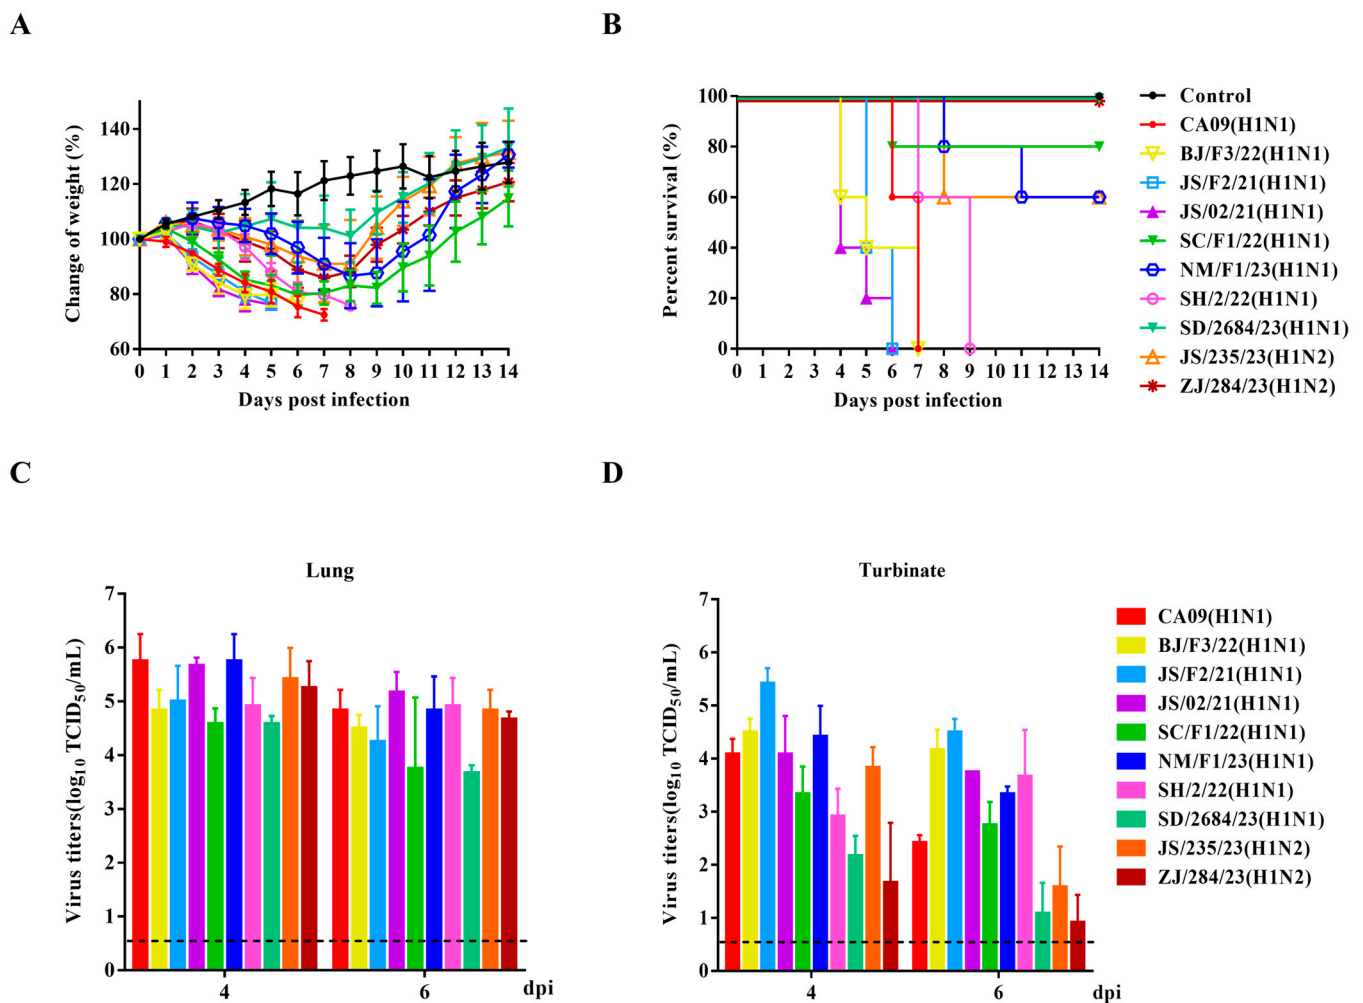 A
B
Change of weight (%)
140
120
100
80
60
0 1 2 3 4 5 6 7 8 9 10 11 12 13 14
Days post infection
Percent survival (%)
100
80
60
40
20
0
0 1 2 3 4 5 6 7 8 9 10 11 12 13 14
Days post infection
Control
CA09(H1N1)
BJ/F3/22(H1N1)
JS/F2/21(H1N1)
JS/02/21(H1N1)
SC/F1/22(H1N1)
NM/F1/23(H1N1)
SH/2/22(H1N1)
SD/2684/23(H1N1)
JS/235/23(H1N2)
ZJ/284/23(H1N2)
C
D
Lung
Virus titers(log10 TCID50/mL)
7
6
5
4
3
2
1
0
4 6 dpi
Turbinate
Virus titers(log10 TCID50/mL)
7
6
5
4
3
2
1
0
4 6 dpi
CA09(H1N1)
BJ/F3/22(H1N1)
JS/F2/21(H1N1)
JS/02/21(H1N1)
SC/F1/22(H1N1)
NM/F1/23(H1N1)
SH/2/22(H1N1)
SD/2684/23(H1N1)
JS/235/23(H1N2)
ZJ/284/23(H1N2)